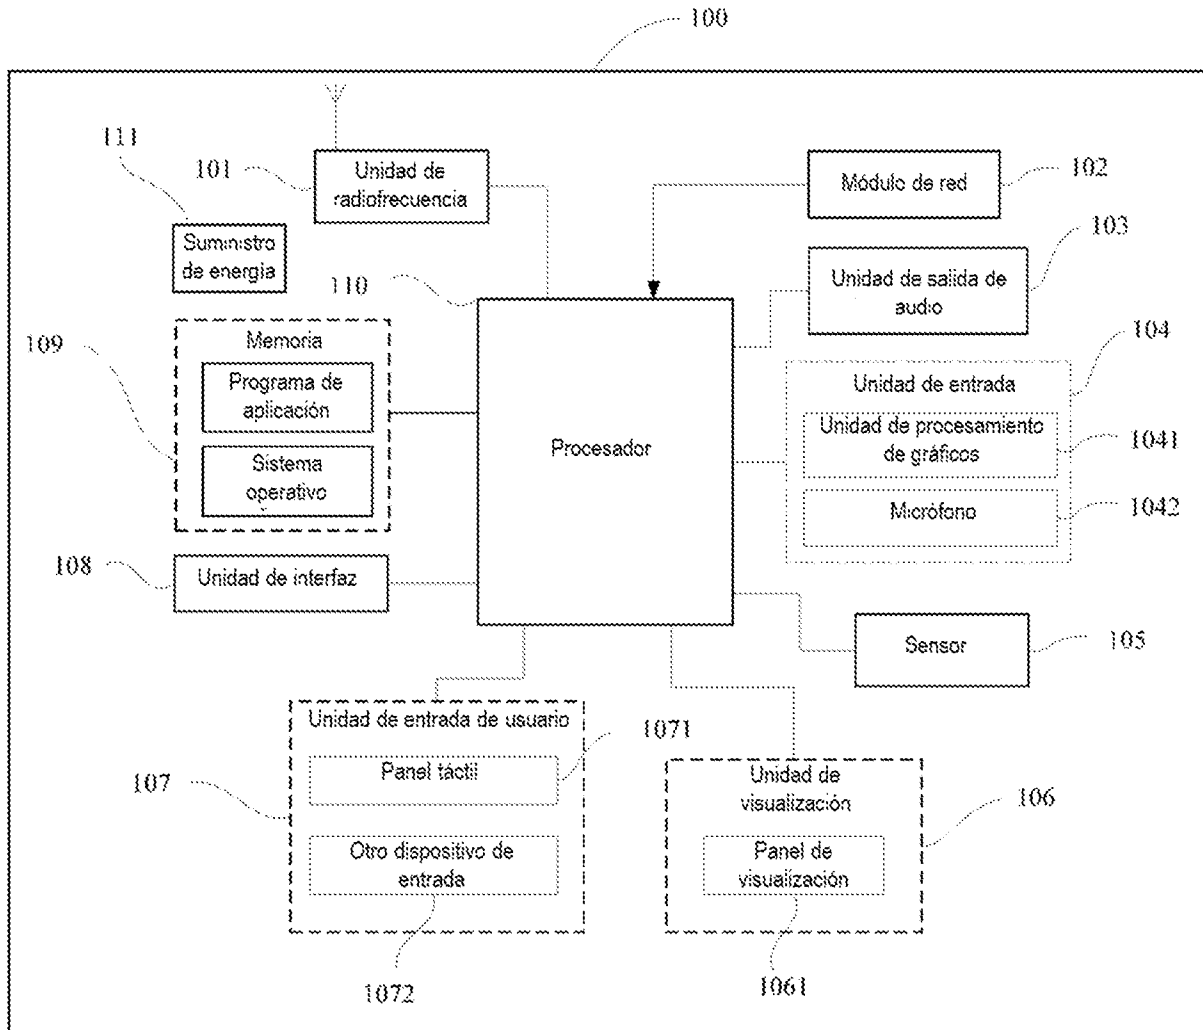 100
111
101
Unidad de
radiofrecuencia
Módulo de red
102
Suministro
de energía
103
Unidad de salida de
audio
110
109
Memoria
Programa de
aplicación
Sistema
operativo
Procesador
104
Unidad de entrada
Unidad de procesamiento
de gráficos
1041
Micrófono
1042
108
Unidad de interfaz
Sensor
105
Unidad de entrada de usuario
1071
Panel táctil
107
Otro dispositivo de
entrada
1072
Unidad de
visualización
106
Panel de
visualización
1061